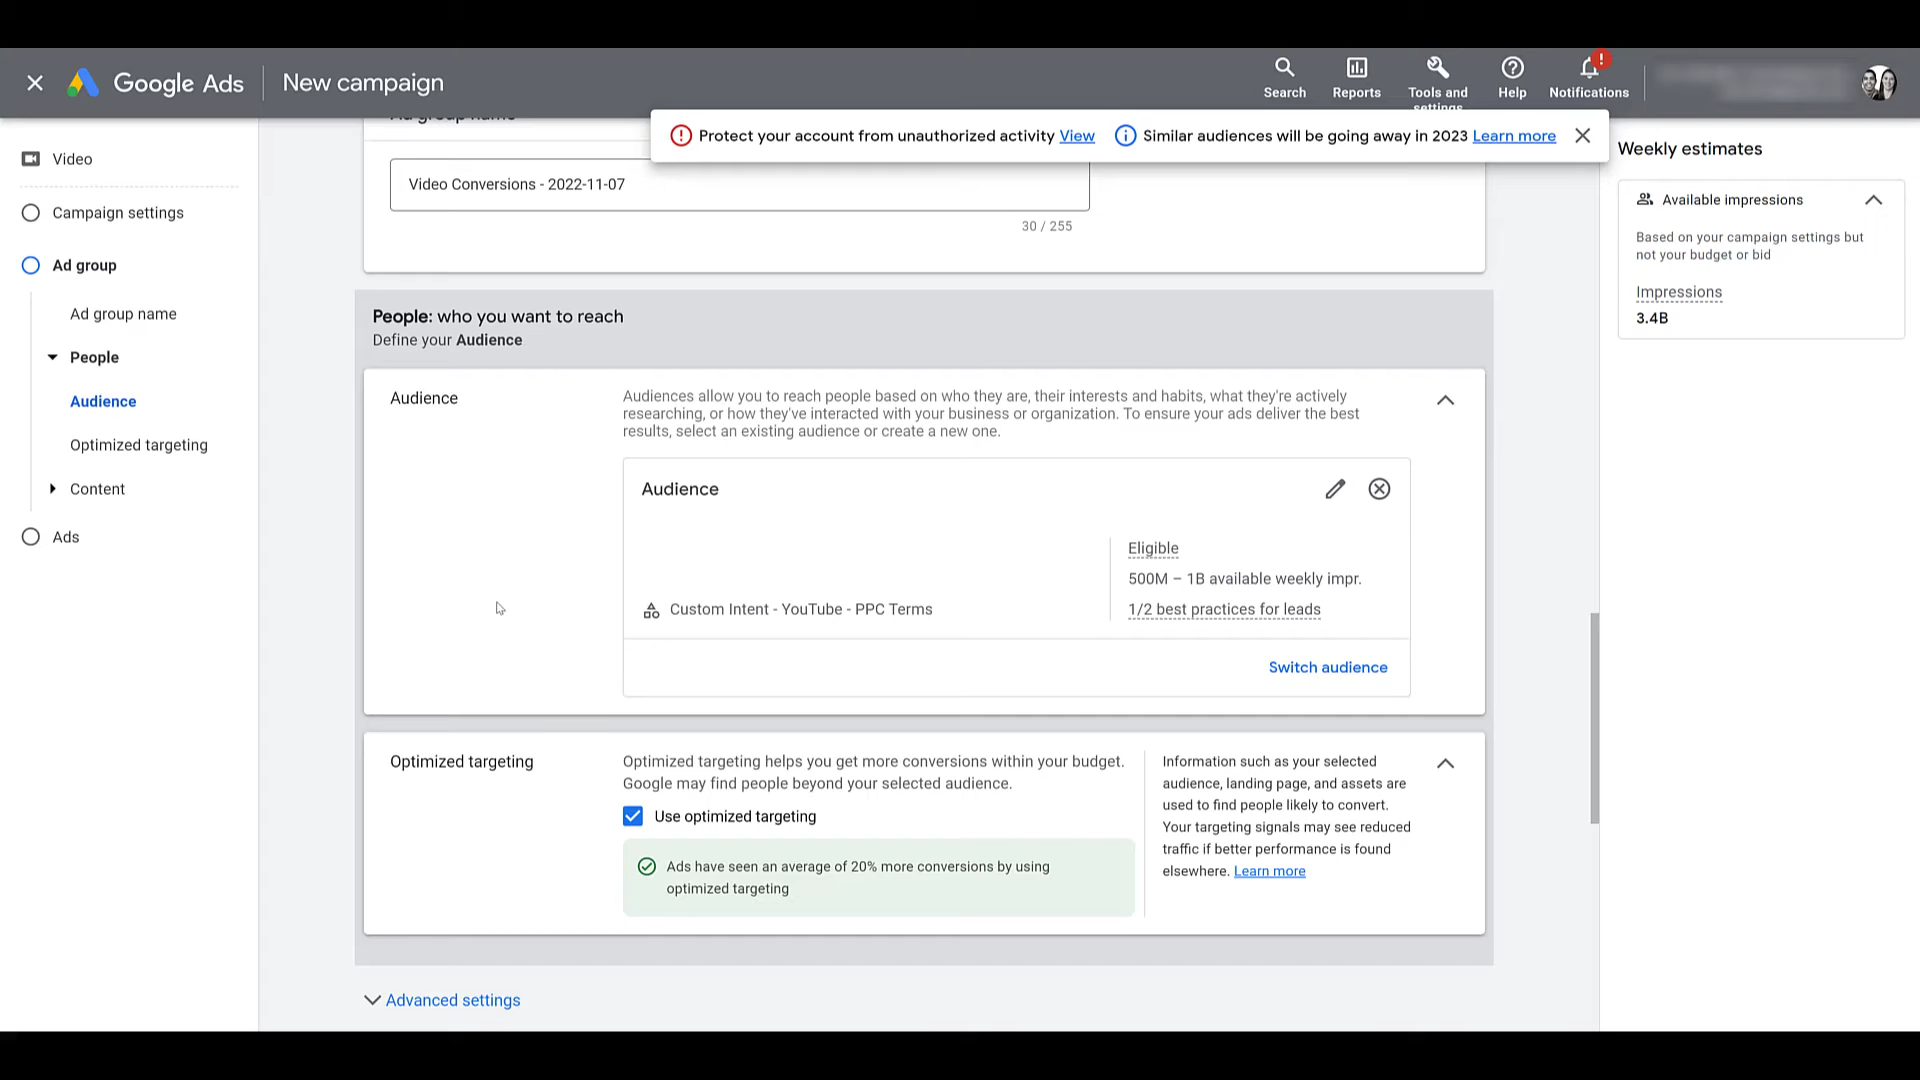 Google Ads
New campaign
Search
Reports
Tools and
settings
Help
Notifications
!
Protect your account from unauthorized activity View
Similar audiences will be going away in 2023 Learn more
Video
Campaign settings
Ad group
Ad group name
People
Audience
Optimized targeting
Content
Ads
Ad group name
Video Conversions - 2022-11-07
30 / 255
People: who you want to reach
Define your Audience
Audience
Audiences allow you to reach people based on who they are, their interests and habits, what they're actively
researching, or how they've interacted with your business or organization. To ensure your ads deliver the best
results, select an existing audience or create a new one.
Audience
Custom Intent - YouTube - PPC Terms
Eligible
500M – 1B available weekly impr.
1/2 best practices for leads
Switch audience
Optimized targeting
Optimized targeting helps you get more conversions within your budget.
Google may find people beyond your selected audience.
Use optimized targeting
Ads have seen an average of 20% more conversions by using
optimized targeting
Information such as your selected
audience, landing page, and assets are
used to find people likely to convert.
Your targeting signals may see reduced
traffic if better performance is found
elsewhere. Learn more
Advanced settings
Weekly estimates
Available impressions
Based on your campaign settings but
not your budget or bid
Impressions
3.4B